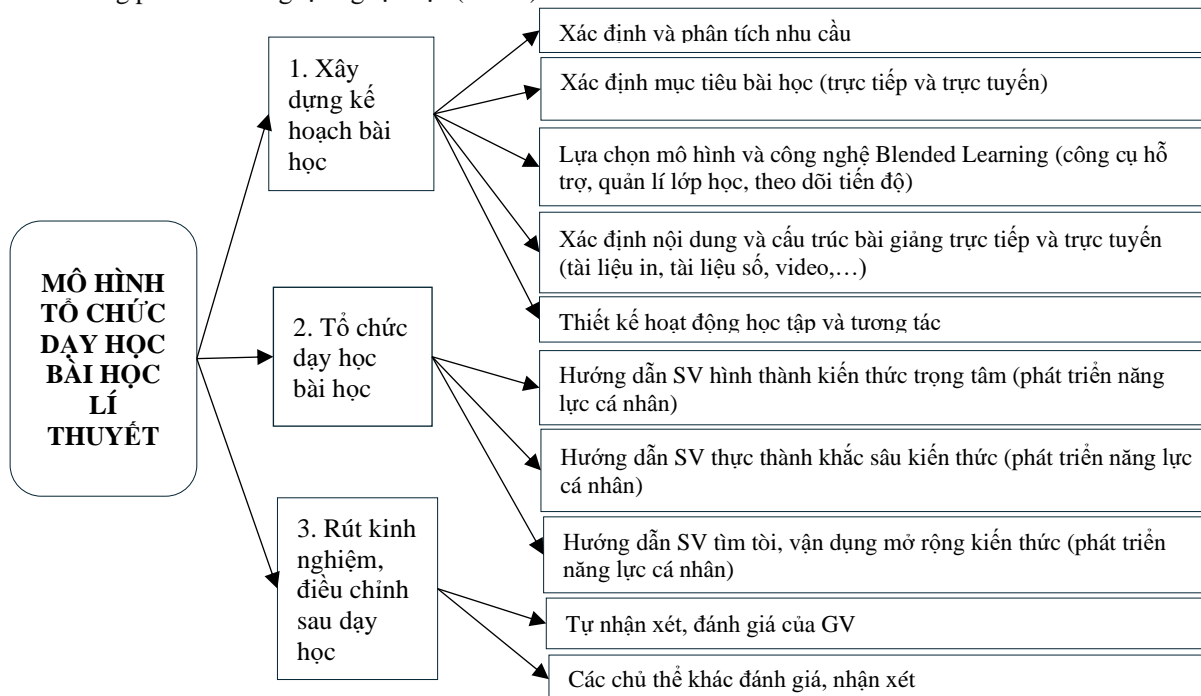 MÔ HÌNH
TỔ CHỨC
DẠY HỌC
BÀI HỌC
LÍ
THUYẾT
1. Xây
dựng kế
hoạch bài
học
Xác định và phân tích nhu cầu
Xác định mục tiêu bài học (trực tiếp và trực tuyến)
Lựa chọn mô hình và công nghệ Blended Learning (công cụ hỗ
trợ, quản lí lớp học, theo dõi tiến độ)
Xác định nội dung và cấu trúc bài giảng trực tiếp và trực tuyến
(tài liệu in, tài liệu số, video,…)
Thiết kế hoạt động học tập và tương tác
2. Tổ chức
dạy học
bài học
Hướng dẫn SV hình thành kiến thức trọng tâm (phát triển năng
lực cá nhân)
Hướng dẫn SV thực thành khắc sâu kiến thức (phát triển năng lực
cá nhân)
Hướng dẫn SV tìm tòi, vận dụng mở rộng kiến thức (phát triển
năng lực cá nhân)
3. Rút kinh
nghiệm,
điều chỉnh
sau dạy
học
Tự nhận xét, đánh giá của GV
Các chủ thể khác đánh giá, nhận xét